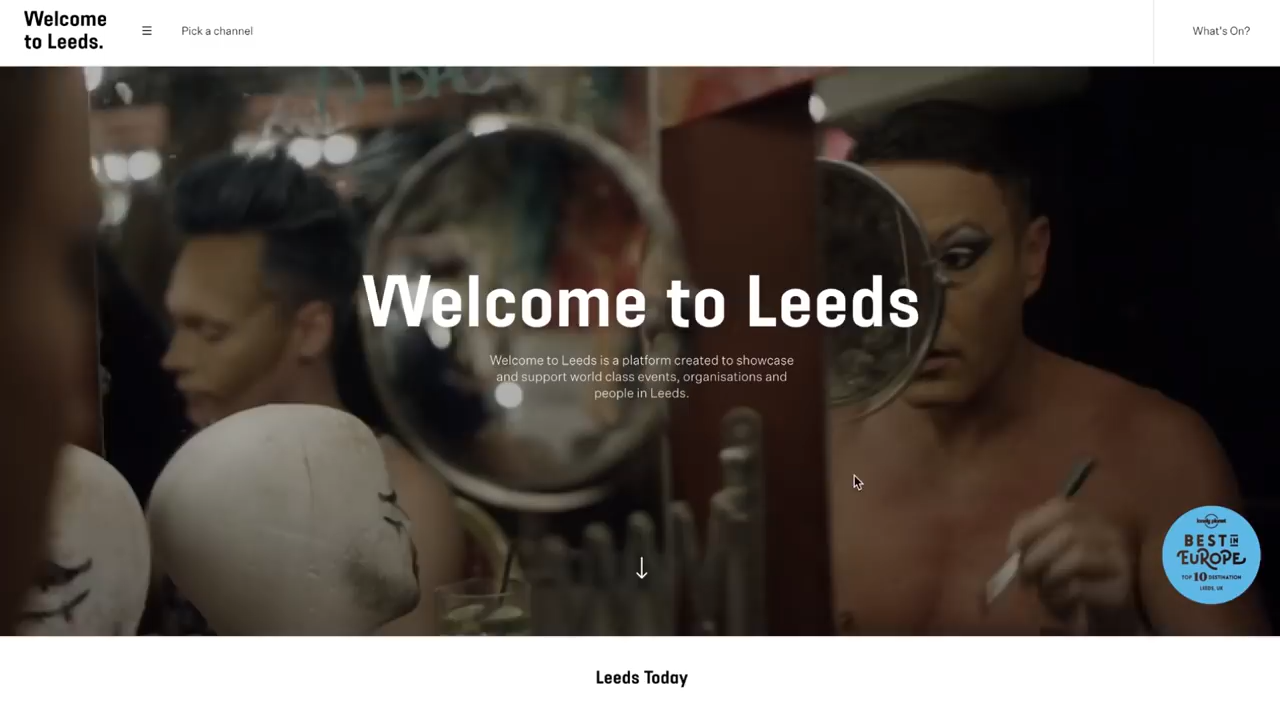 Welcome
to Leeds.
Pick a channel
What's On?
Welcome to Leeds
Welcome to Leeds is a platform created to showcase
and support world class events, organisations and
people in Leeds.
lonely planet
BEST IN
EUROPE
TOP 10 DESTINATION
LEEDS, UK
Leeds Today